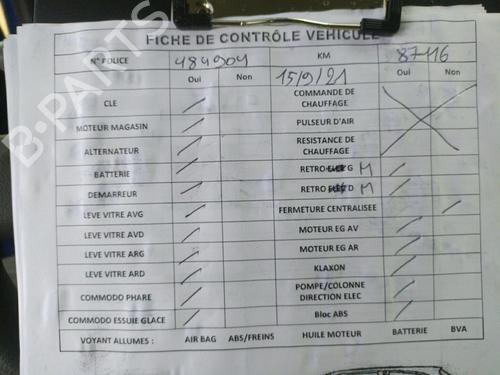 FICHE DE CONTRÔLE VEHICULE
N° POLICE 484904 KM 87116
Oui Non 15/9/21 Oui Non
CLE COMMANDE DE CHAUFFAGE
MOTEUR MAGASIN PULSEUR D'AIR
ALTERNATEUR RESISTANCE DE CHAUFFAGE
BATTERIE RETRO G M
DEMARREUR RETRO D M
LEVE VITRE AVG FERMETURE CENTRALISEE
LEVE VITRE AVD MOTEUR EG AV
LEVE VITRE ARG MOTEUR EG AR
LEVE VITRE ARD KLAXON
COMMODO PHARE POMPE/COLONNE DIRECTION ELEC
COMMODO ESSUIE GLACE Bloc ABS
VOYANT ALLUMES : AIR BAG ABS/FREINS HUILE MOTEUR BATTERIE BVA
B-PARTS